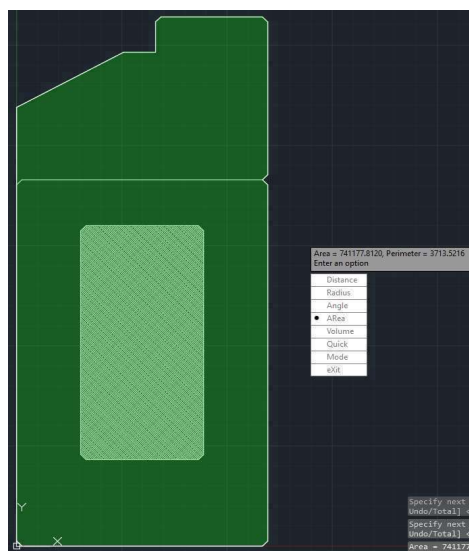 Area = 741177.8120, Perimeter = 3713.5216
Enter an option
Distance
Radius
Angle
ARea
Volume
Quick
Mode
eXit
Y
X
Specify next
Undo/Total] <
Specify next
Undo/Total] <
Area = 741177